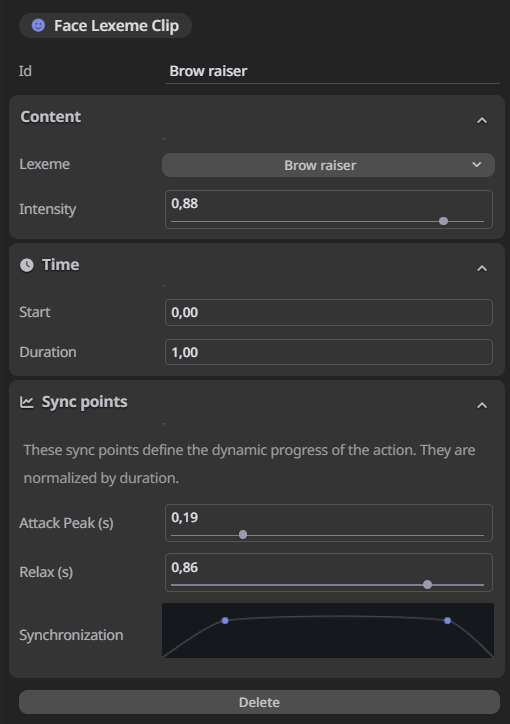 Face Lexeme Clip
Id
Brow raiser
Content
Lexeme
Brow raiser
Intensity
0,88
Time
Start
0,00
Duration
1,00
Sync points
These sync points define the dynamic progress of the action. They are
normalized by duration.
Attack Peak (s)
0,19
Relax (s)
0,86
Synchronization
Delete